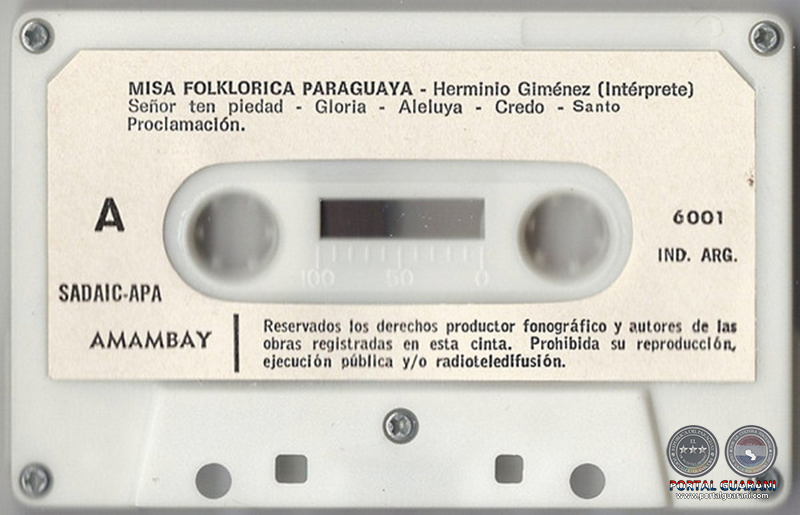 MISA FOLKLORICA PARAGUAYA - Herminio Giménez (Intérprete)
Señor ten piedad - Gloria - Aleluya - Credo - Santo
Proclamación.
A
6001
IND. ARG.
100 50 0
SADAIC-APA
AMAMBAY
Reservados los derechos productor fonográfico y autores de las
obras registradas en esta cinta. Prohibida su reproducción,
ejecución pública y/o radioteledifusión.
PORTAL GUARANI
www.portalguarani.com